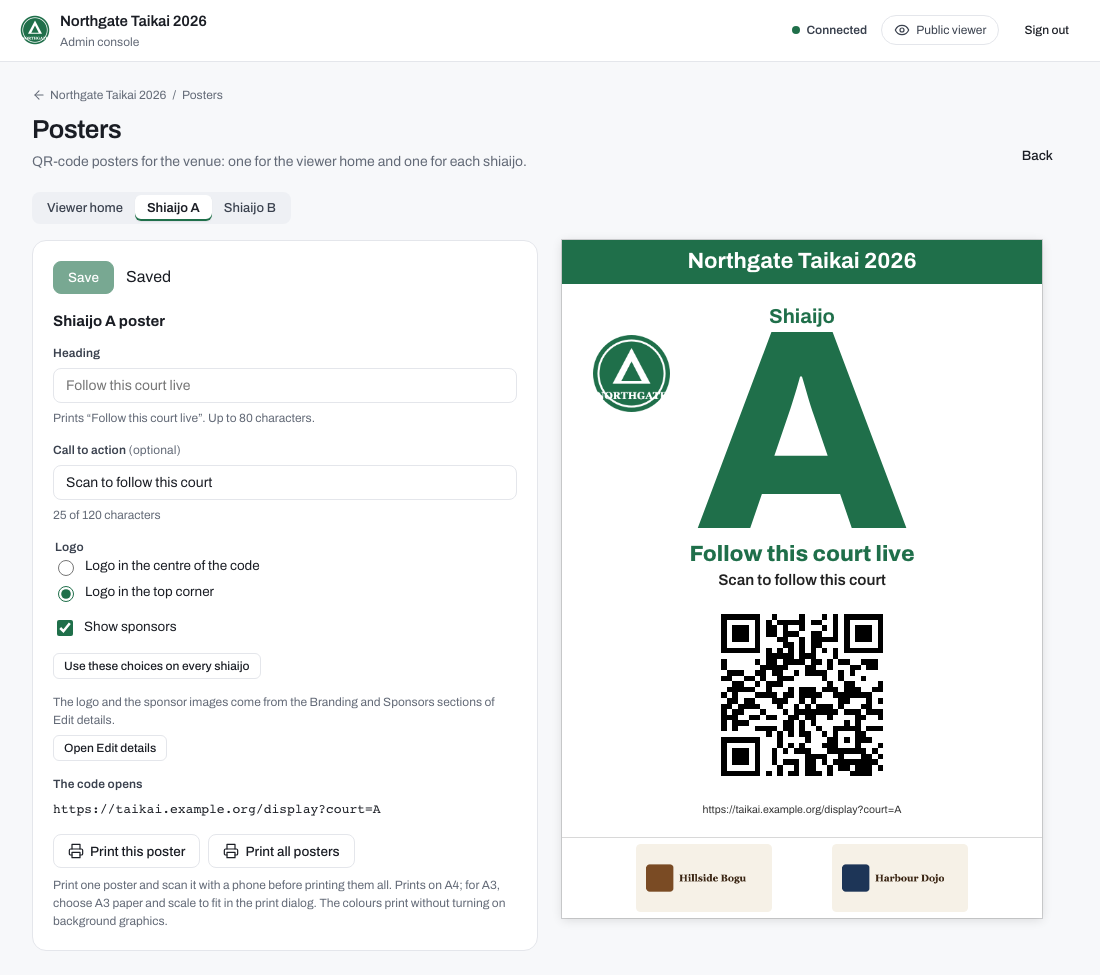 Northgate Taikai 2026
Admin console
Connected
Public viewer
Sign out
Northgate Taikai 2026 / Posters
Posters
QR-code posters for the venue: one for the viewer home and one for each shiaijo.
Back
Viewer home
Shiaijo A
Shiaijo B
Save
Saved
Shiaijo A poster
Heading
Follow this court live
Prints “Follow this court live”. Up to 80 characters.
Call to action (optional)
Scan to follow this court
25 of 120 characters
Logo
Logo in the centre of the code
Logo in the top corner
Show sponsors
Use these choices on every shiaijo
The logo and the sponsor images come from the Branding and Sponsors sections of
Edit details.
Open Edit details
The code opens
https://taikai.example.org/display?court=A
Print this poster
Print all posters
Print one poster and scan it with a phone before printing them all. Prints on A4; for A3,
choose A3 paper and scale to fit in the print dialog. The colours print without turning on
background graphics.
Northgate Taikai 2026
Shiaijo
NORTHGATE
A
Follow this court live
Scan to follow this court
https://taikai.example.org/display?court=A
Hillside Bogu
Harbour Dojo